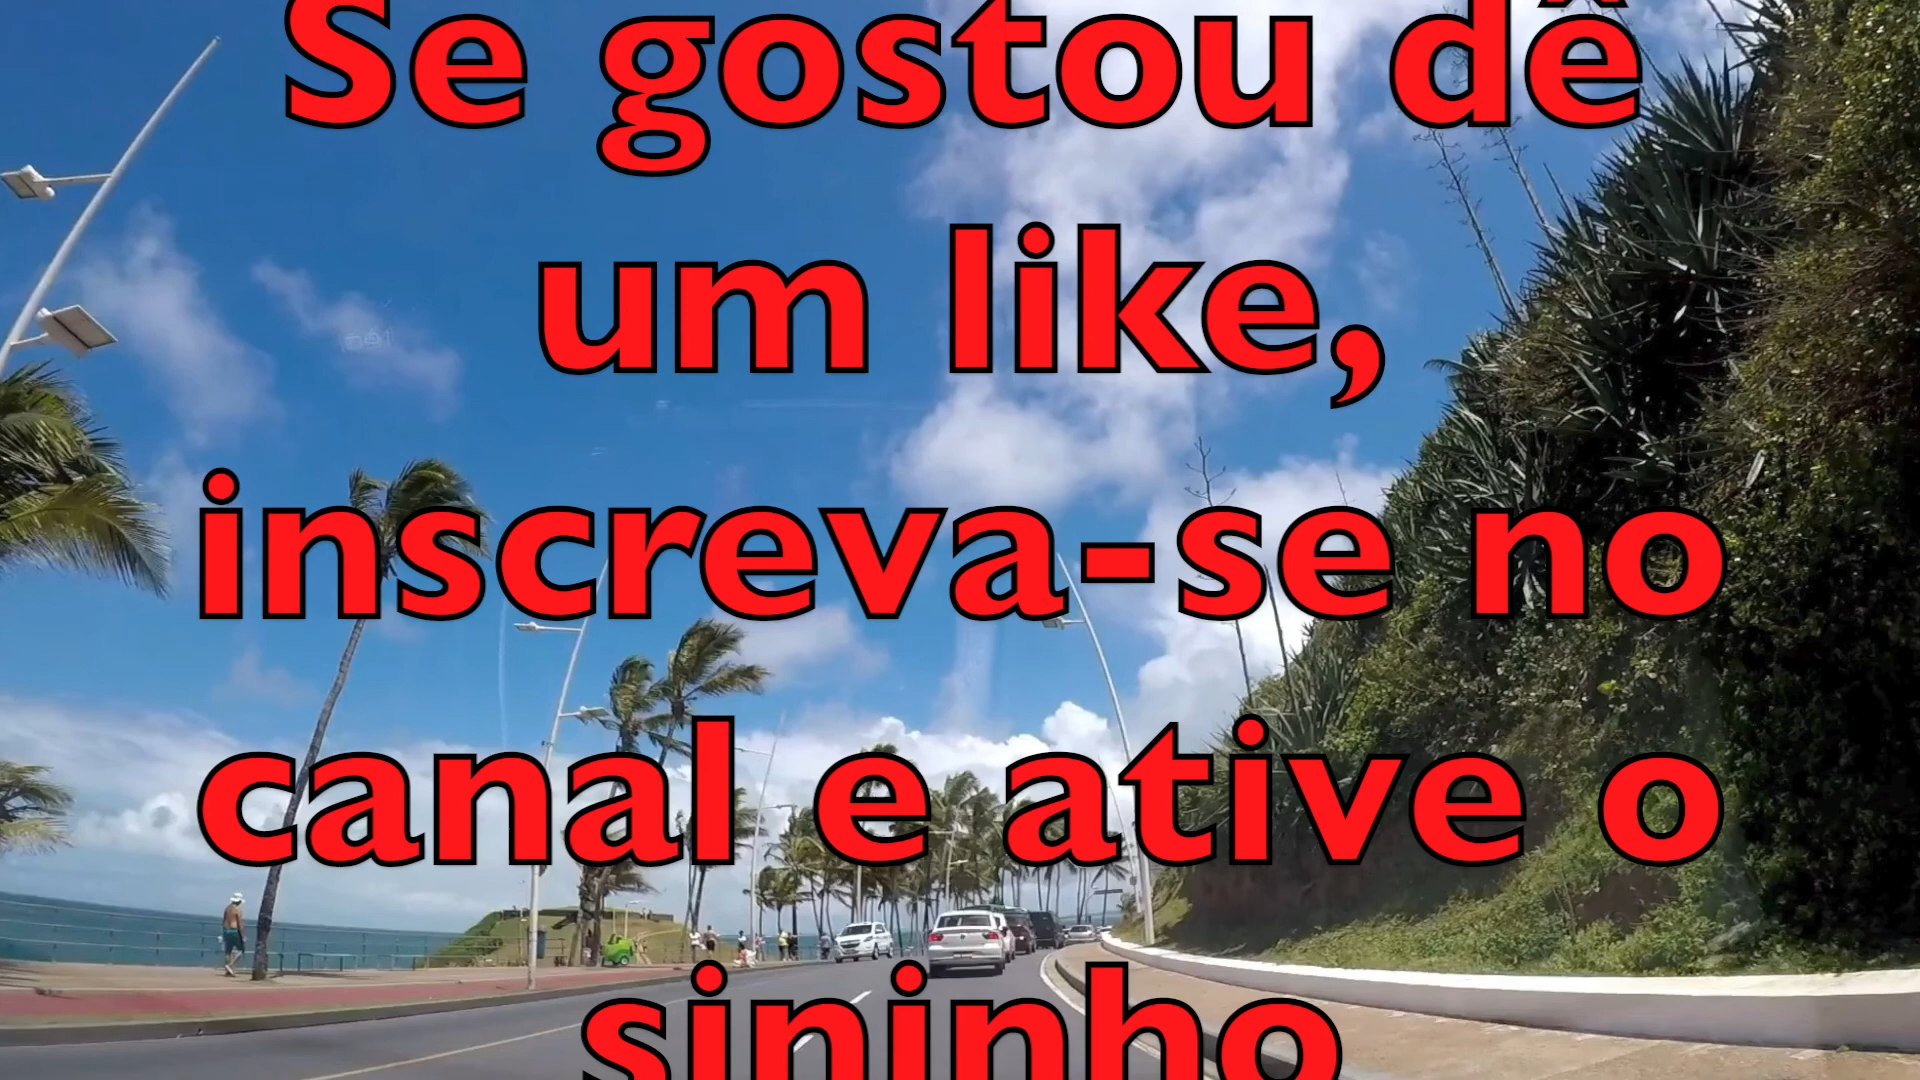 Se gostou dê
um like,
inscreva-se no
canal e ative o
sininho